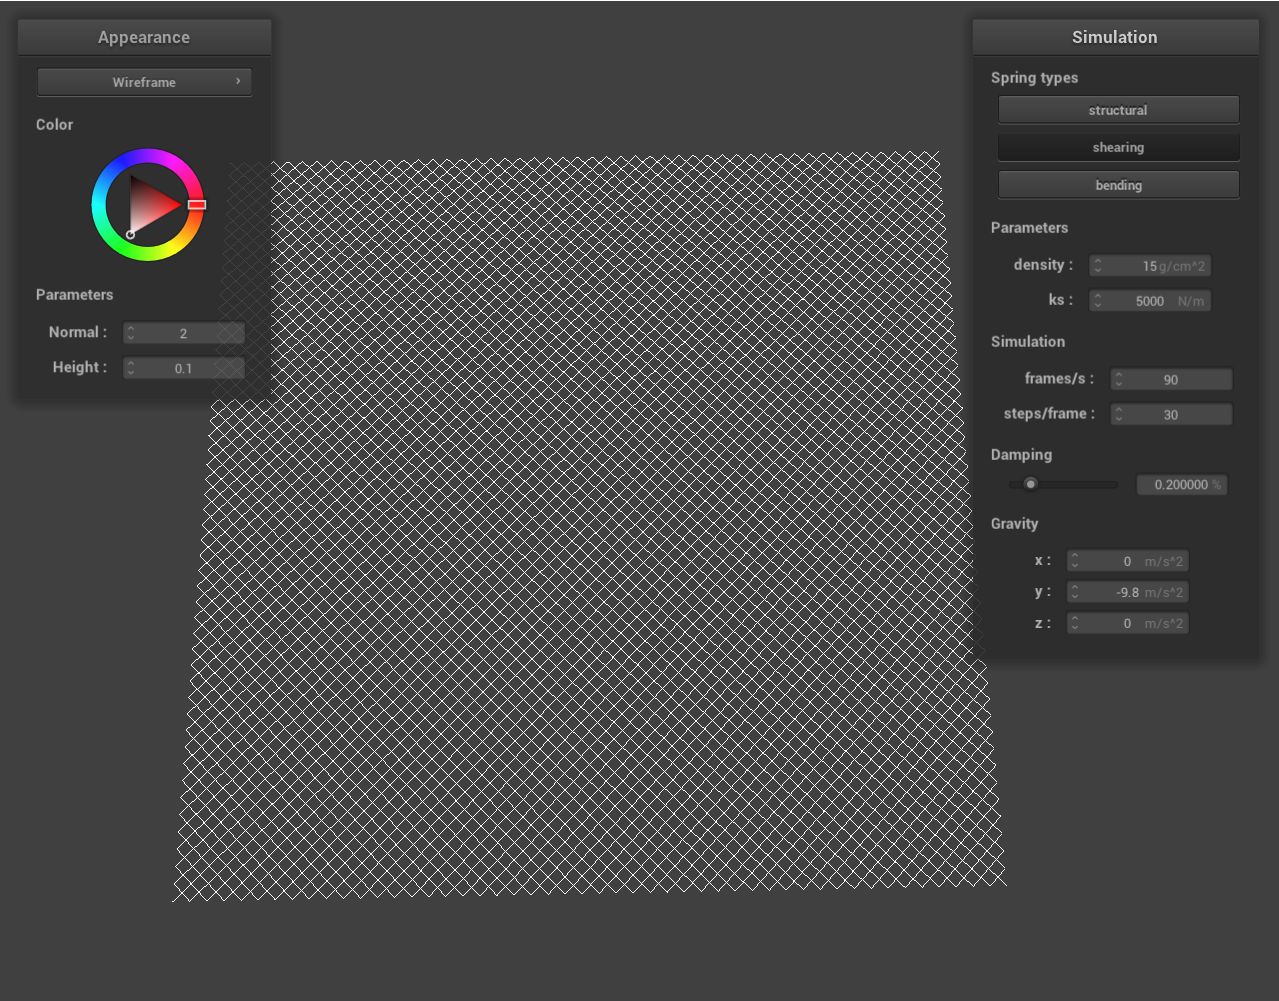 Appearance
Wireframe
Color
Parameters
Normal : 2
Height : 0.1
Simulation
Spring types
structural
shearing
bending
Parameters
density : 15 g/cm^2
ks : 5000 N/m
Simulation
frames/s : 90
steps/frame : 30
Damping
0.200000 %
Gravity
x : 0 m/s^2
y : -9.8 m/s^2
z : 0 m/s^2